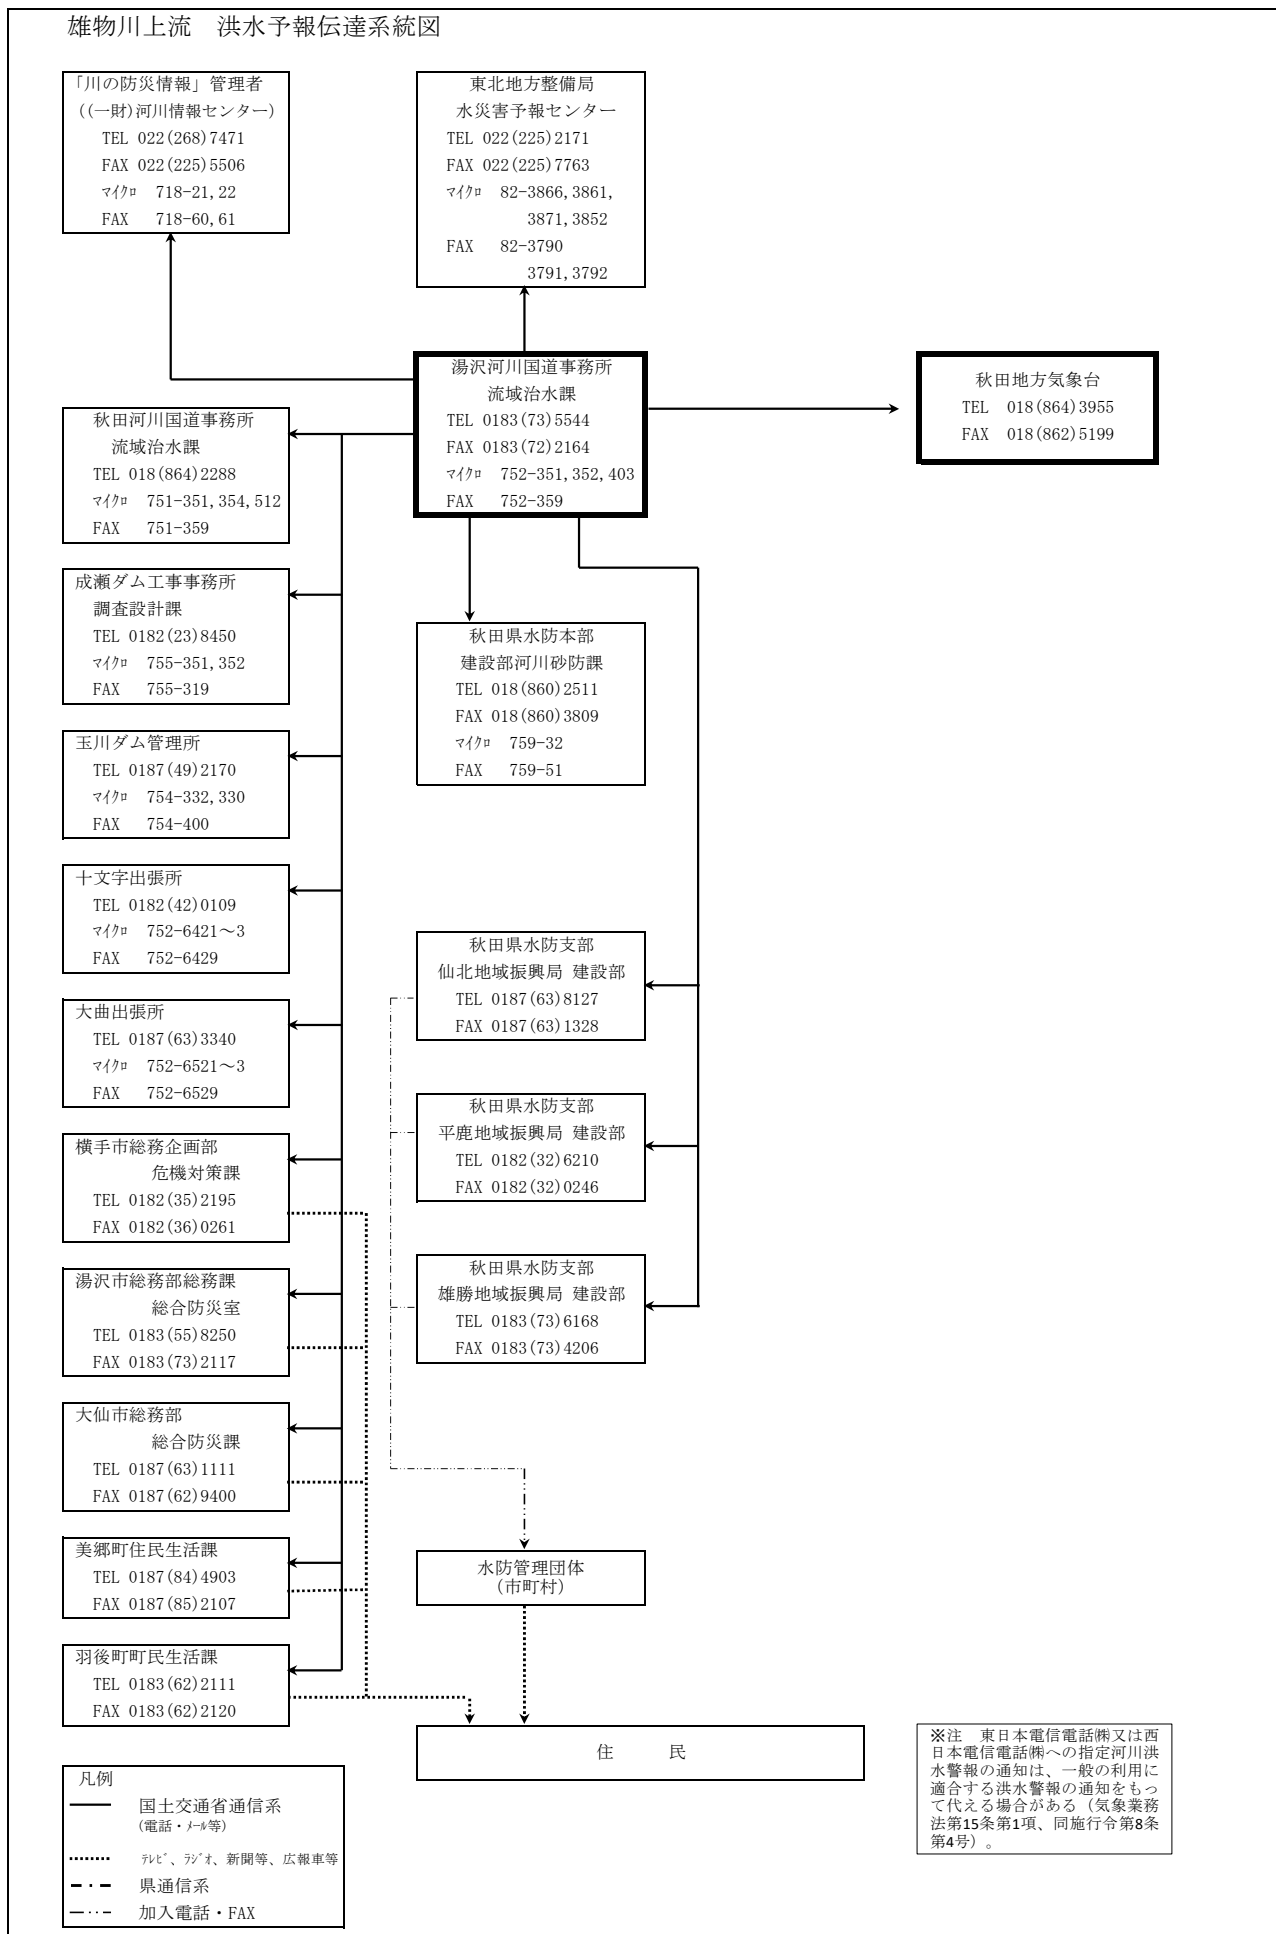 雄物川上流　洪水予報伝達系統図
「川の防災情報」管理者
((一財)河川情報センター)
TEL 022(268)7471
FAX 022(225)5506
ﾏｲｸﾛ　718-21,22
FAX　718-60,61
東北地方整備局
水災害予報センター
TEL 022(225)2171
FAX 022(225)7763
ﾏｲｸﾛ　82-3866,3861,
3871,3852
FAX　82-3790
3791,3792
湯沢河川国道事務所
流域治水課
TEL 0183(73)5544
FAX 0183(72)2164
ﾏｲｸﾛ　752-351,352,403
FAX　752-359
秋田地方気象台
TEL　018(864)3955
FAX　018(862)5199
秋田河川国道事務所
流域治水課
TEL 018(864)2288
ﾏｲｸﾛ　751-351,354,512
FAX　751-359
成瀬ダム工事事務所
調査設計課
TEL 0182(23)8450
ﾏｲｸﾛ　755-351,352
FAX　755-319
玉川ダム管理所
TEL 0187(49)2170
ﾏｲｸﾛ　754-332,330
FAX　754-400
十文字出張所
TEL 0182(42)0109
ﾏｲｸﾛ　752-6421～3
FAX　752-6429
大曲出張所
TEL 0187(63)3340
ﾏｲｸﾛ　752-6521～3
FAX　752-6529
横手市総務企画部
危機対策課
TEL 0182(35)2195
FAX 0182(36)0261
湯沢市総務部総務課
総合防災室
TEL 0183(55)8250
FAX 0183(73)2117
大仙市総務部
総合防災課
TEL 0187(63)1111
FAX 0187(62)9400
美郷町住民生活課
TEL 0187(84)4903
FAX 0187(85)2107
羽後町町民生活課
TEL 0183(62)2111
FAX 0183(62)2120
秋田県水防本部
建設部河川砂防課
TEL 018(860)2511
FAX 018(860)3809
ﾏｲｸﾛ　759-32
FAX　759-51
秋田県水防支部
仙北地域振興局 建設部
TEL 0187(63)8127
FAX 0187(63)1328
秋田県水防支部
平鹿地域振興局 建設部
TEL 0182(32)6210
FAX 0182(32)0246
秋田県水防支部
雄勝地域振興局 建設部
TEL 0183(73)6168
FAX 0183(73)4206
水防管理団体
(市町村)
住　　民
凡例
国土交通省通信系
(電話・ﾒｰﾙ等)
ﾃﾚﾋﾞ、ﾗｼﾞｵ、新聞等、広報車等
県通信系
加入電話・FAX
※注　東日本電信電話㈱又は西
日本電信電話㈱への指定河川洪
水警報の通知は、一般の利用に
適合する洪水警報の通知をもっ
て代える場合がある（気象業務
法第15条第1項、同施行令第8条
第4号）。